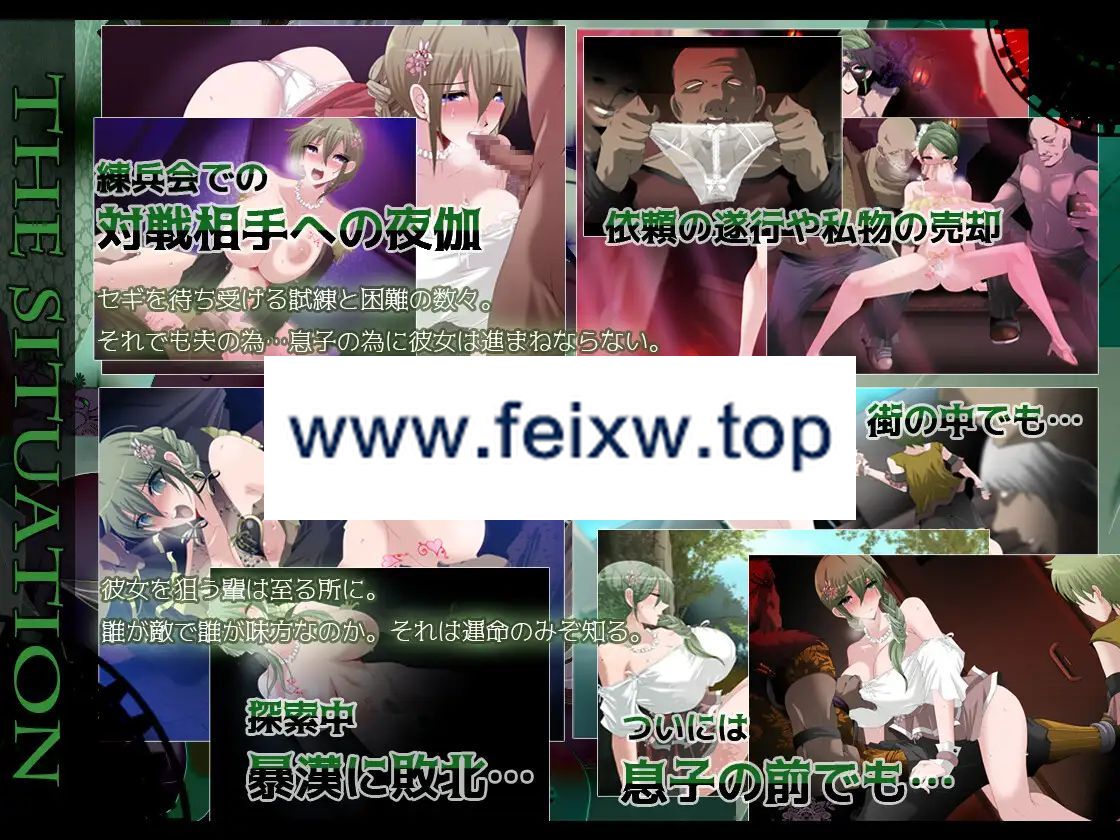 THE SITUATION
練兵会での
対戦相手への夜伽
依頼の遂行や私物の売却
セギを待ち受ける試練と困難の数々。
それでも夫の為…息子の為に彼女は進まねならない。
www.feixw.top
街の中でも…
彼女を狙う輩は至る所に。
誰が敵で誰が味方なのか。それは運命のみぞ知る。
探索中
暴漢に敗北…
ついには
息子の前でも…